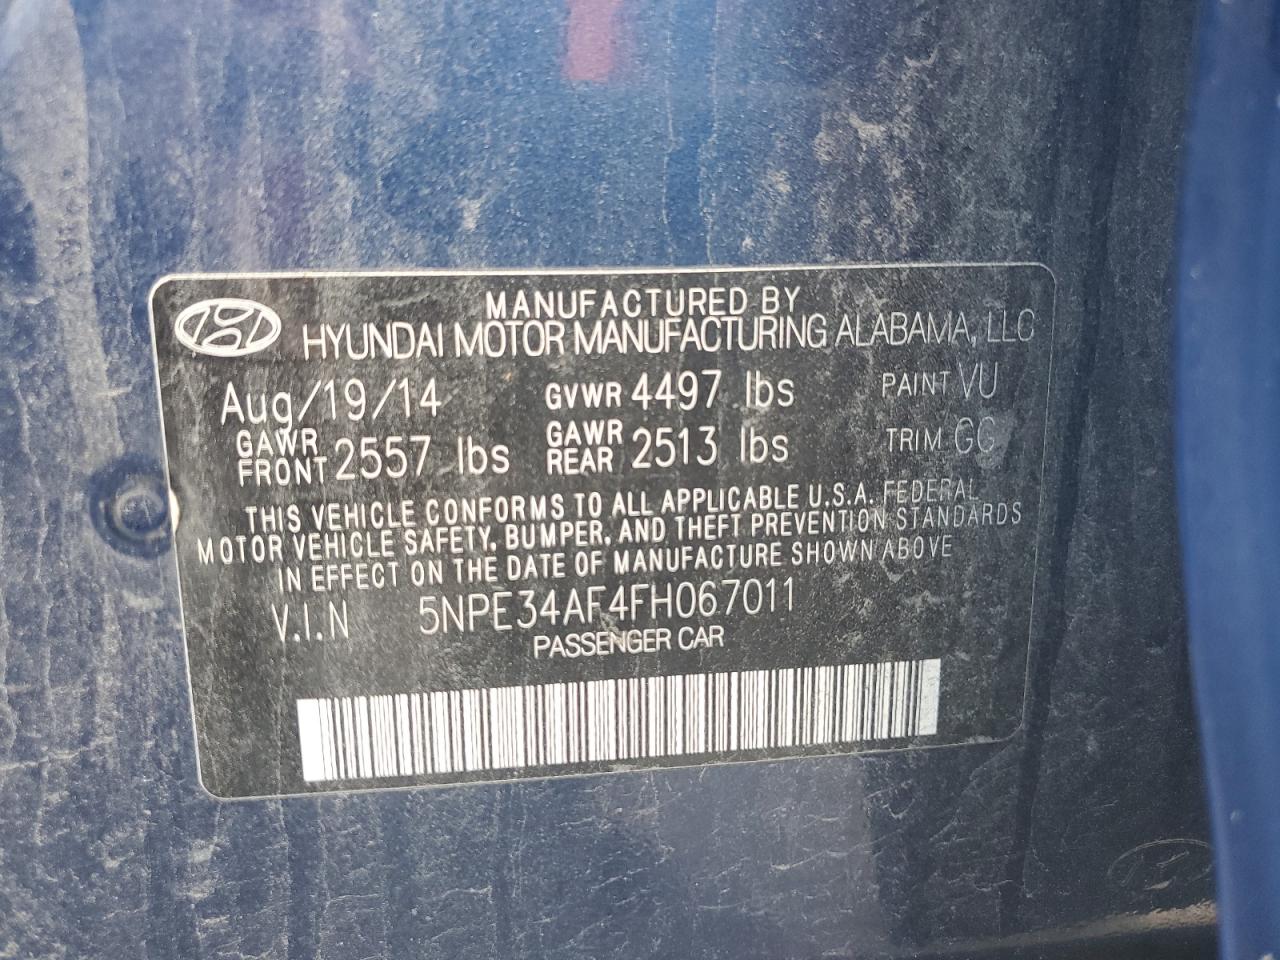 MANUFACTURED BY
HYUNDAI MOTOR MANUFACTURING ALABAMA, LLC
Aug/19/14 GVWR 4497 lbs PAINT VU
GAWR FRONT 2557 lbs GAWR REAR 2513 lbs TRIM GG
THIS VEHICLE CONFORMS TO ALL APPLICABLE U.S.A. FEDERAL
MOTOR VEHICLE SAFETY, BUMPER, AND THEFT PREVENTION STANDARDS
IN EFFECT ON THE DATE OF MANUFACTURE SHOWN ABOVE
V.I.N 5NPE34AF4FH067011
PASSENGER CAR